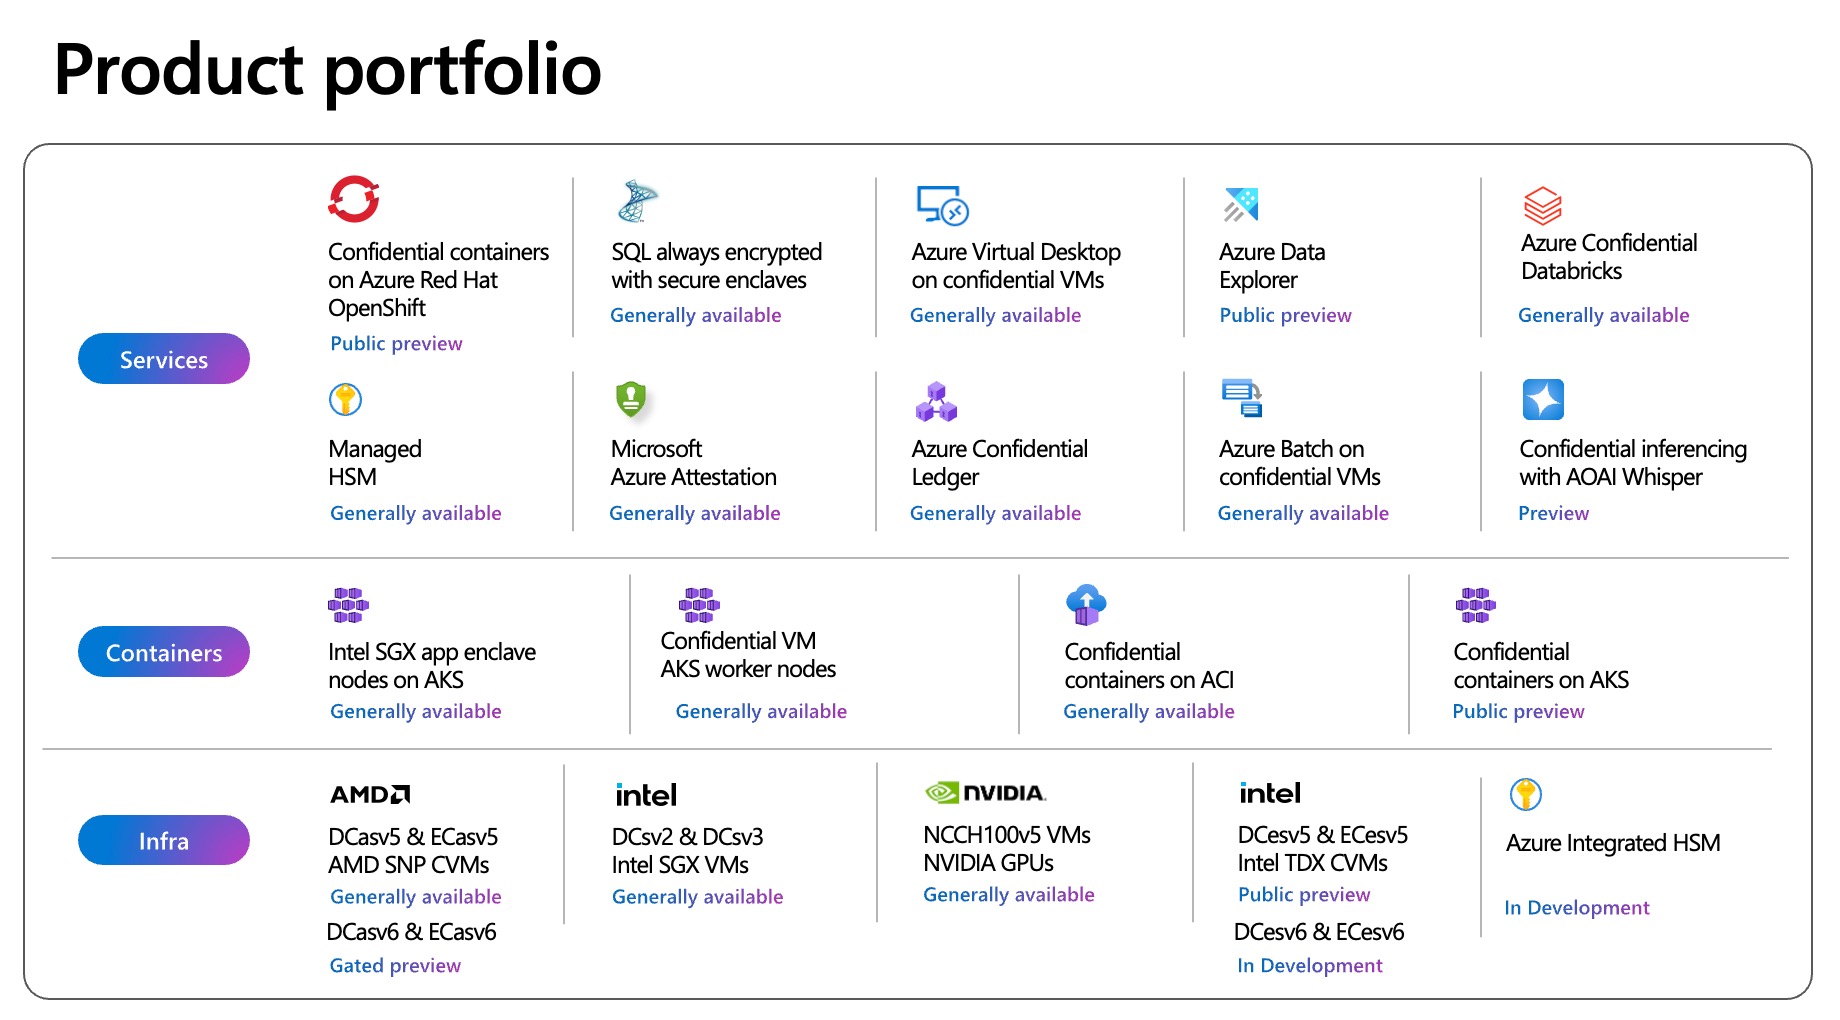 Product portfolio
Services
Confidential containers
on Azure Red Hat
OpenShift
Public preview
SQL always encrypted
with secure enclaves
Generally available
Azure Virtual Desktop
on confidential VMs
Generally available
Azure Data
Explorer
Public preview
Azure Confidential
Databricks
Generally available
Managed
HSM
Generally available
Microsoft
Azure Attestation
Generally available
Azure Confidential
Ledger
Generally available
Azure Batch on
confidential VMs
Generally available
Confidential inferencing
with AOAI Whisper
Preview
Containers
Intel SGX app enclave
nodes on AKS
Generally available
Confidential VM
AKS worker nodes
Generally available
Confidential
containers on ACI
Generally available
Confidential
containers on AKS
Public preview
Infra
AMD
DCasv5 & ECasv5
AMD SNP CVMs
Generally available
DCasv6 & ECasv6
Gated preview
intel
DCsv2 & DCsv3
Intel SGX VMs
Generally available
NVIDIA.
NCCH100v5 VMs
NVIDIA GPUs
Generally available
intel
DCesv5 & ECesv5
Intel TDX CVMs
Public preview
DCesv6 & ECesv6
In Development
Azure Integrated HSM
In Development